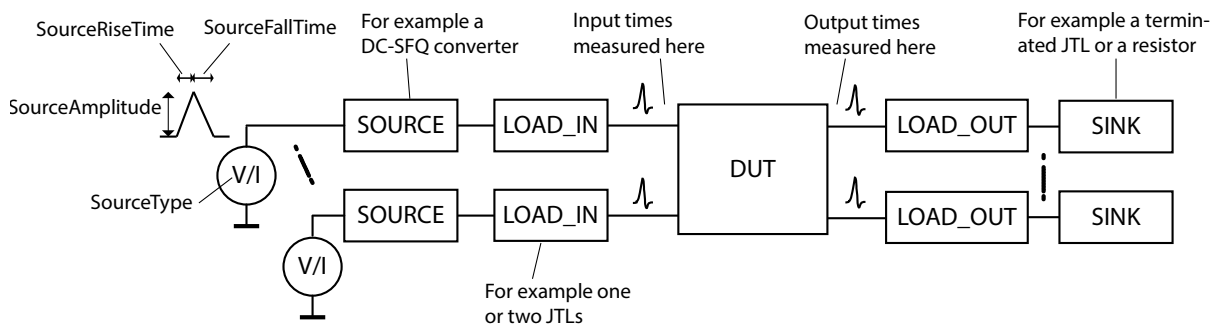 SourceRiseTime
SourceFallTime
For example a
DC-SFQ converter
Input times
measured here
Output times
measured here
For example a termin-
ated JTL or a resistor
SourceAmplitude
SOURCE
LOAD_IN
DUT
LOAD_OUT
SINK
V/I
SourceType
SOURCE
LOAD_IN
LOAD_OUT
SINK
V/I
For example one
or two JTLs